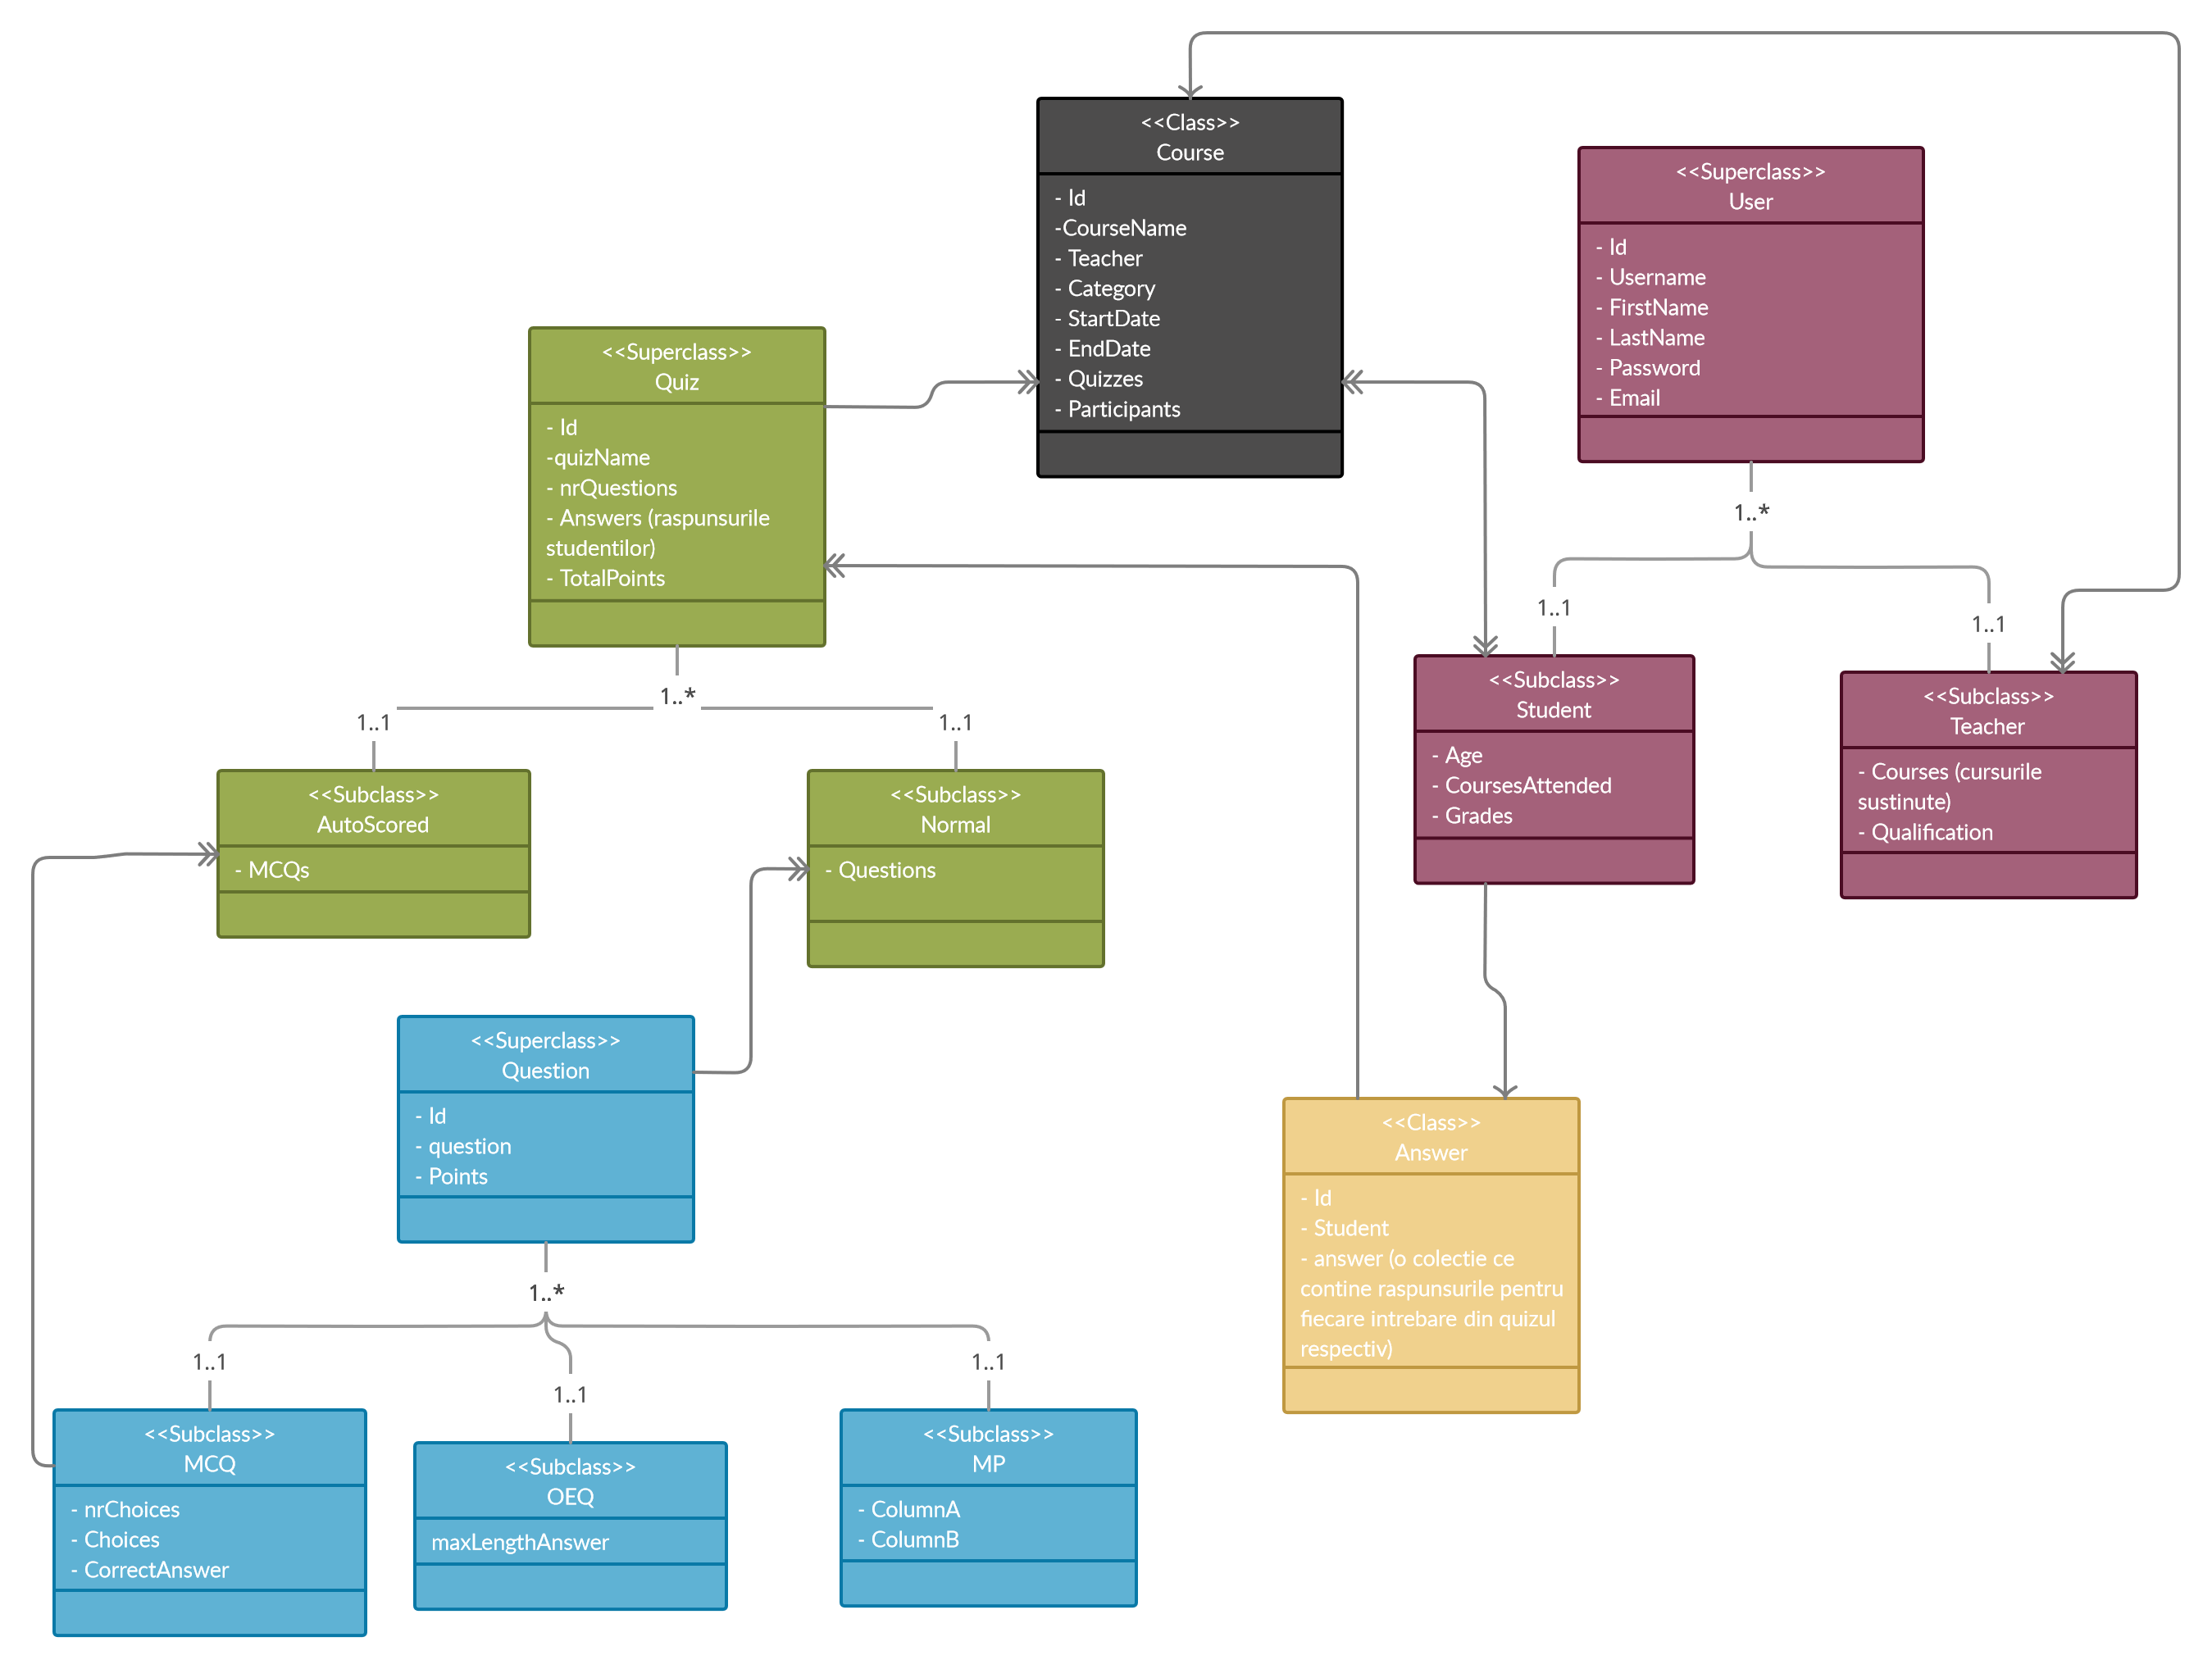 <<Class>>
Course
- Id
-CourseName
- Teacher
- Category
- StartDate
- EndDate
- Quizzes
- Participants
<<Superclass>>
User
- Id
- Username
- FirstName
- LastName
- Password
- Email
1..*
1..1
1..1
<<Superclass>>
Quiz
- Id
-quizName
- nrQuestions
- Answers (raspunsurile
studentilor)
- TotalPoints
1..*
1..1
1..1
<<Subclass>>
Student
- Age
- CoursesAttended
- Grades
<<Subclass>>
Teacher
- Courses (cursurile
sustinute)
- Qualification
<<Subclass>>
AutoScored
- MCQs
<<Subclass>>
Normal
- Questions
<<Superclass>>
Question
- Id
- question
- Points
1..*
1..1
1..1
1..1
<<Class>>
Answer
- Id
- Student
- answer (o colectie ce
contine raspunsurile pentru
fiecare intrebare din quizul
respectiv)
<<Subclass>>
MCQ
- nrChoices
- Choices
- CorrectAnswer
<<Subclass>>
OEQ
maxLengthAnswer
<<Subclass>>
MP
- ColumnA
- ColumnB